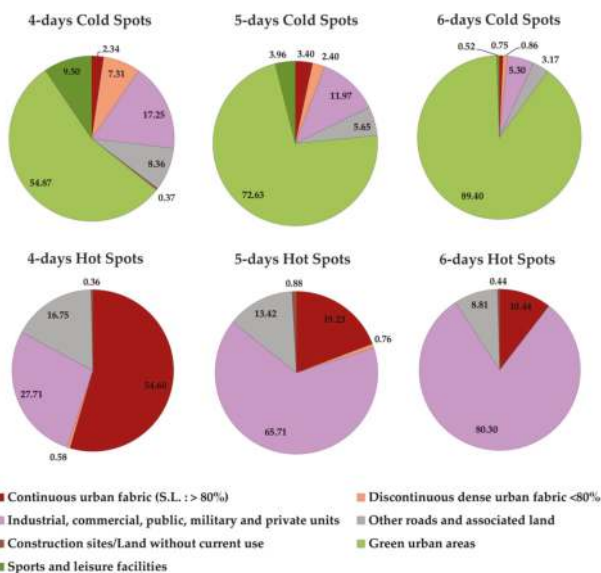 4-days Cold Spots
5-days Cold Spots
6-days Cold Spots
2.34
7.31
17.25
8.36
0.37
54.87
9.50
3.40
2.40
11.97
5.65
72.63
3.96
0.75
0.86
5.30
3.17
89.40
0.52
4-days Hot Spots
5-days Hot Spots
6-days Hot Spots
0.36
16.75
54.60
27.71
0.58
0.88
13.42
19.23
0.76
65.71
0.44
8.81
10.44
80.30
Continuous urban fabric (S.L. : > 80%)
Discontinuous dense urban fabric <80%
Industrial, commercial, public, military and private units
Other roads and associated land
Construction sites/Land without current use
Green urban areas
Sports and leisure facilities